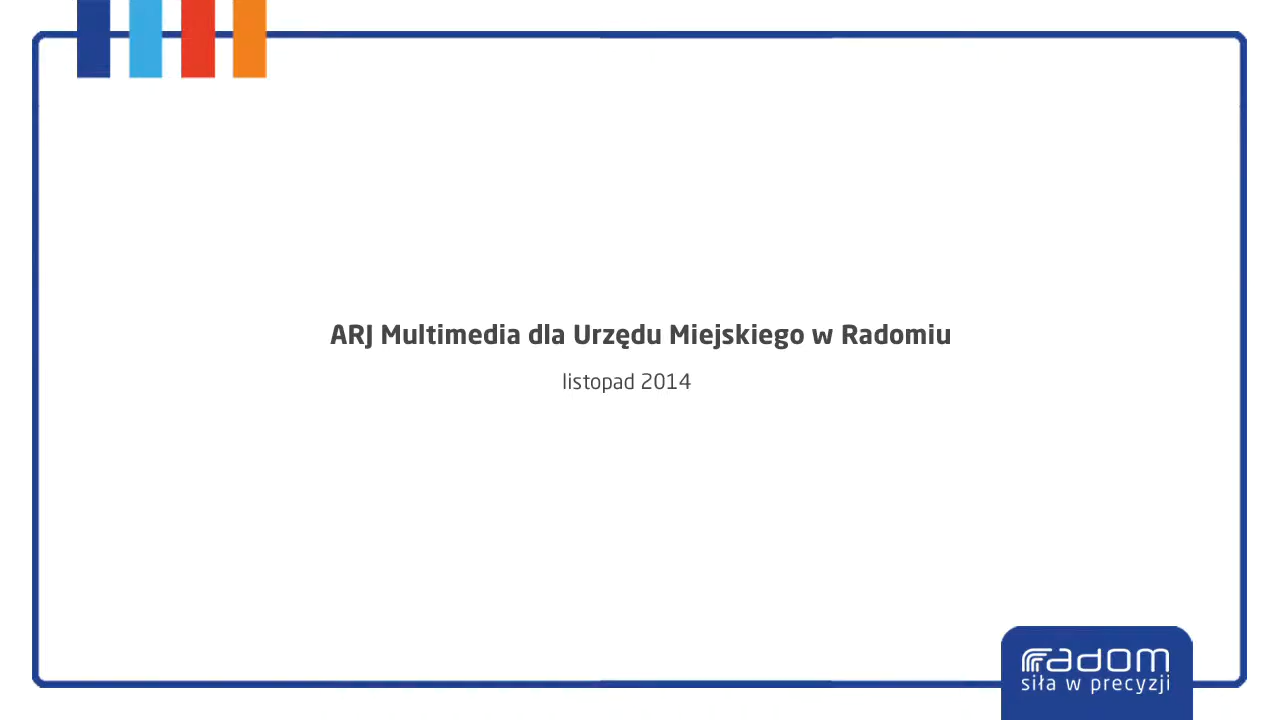 ARJ Multimedia dla Urzędu Miejskiego w Radomiu
listopad 2014
radom
siła w precyzji